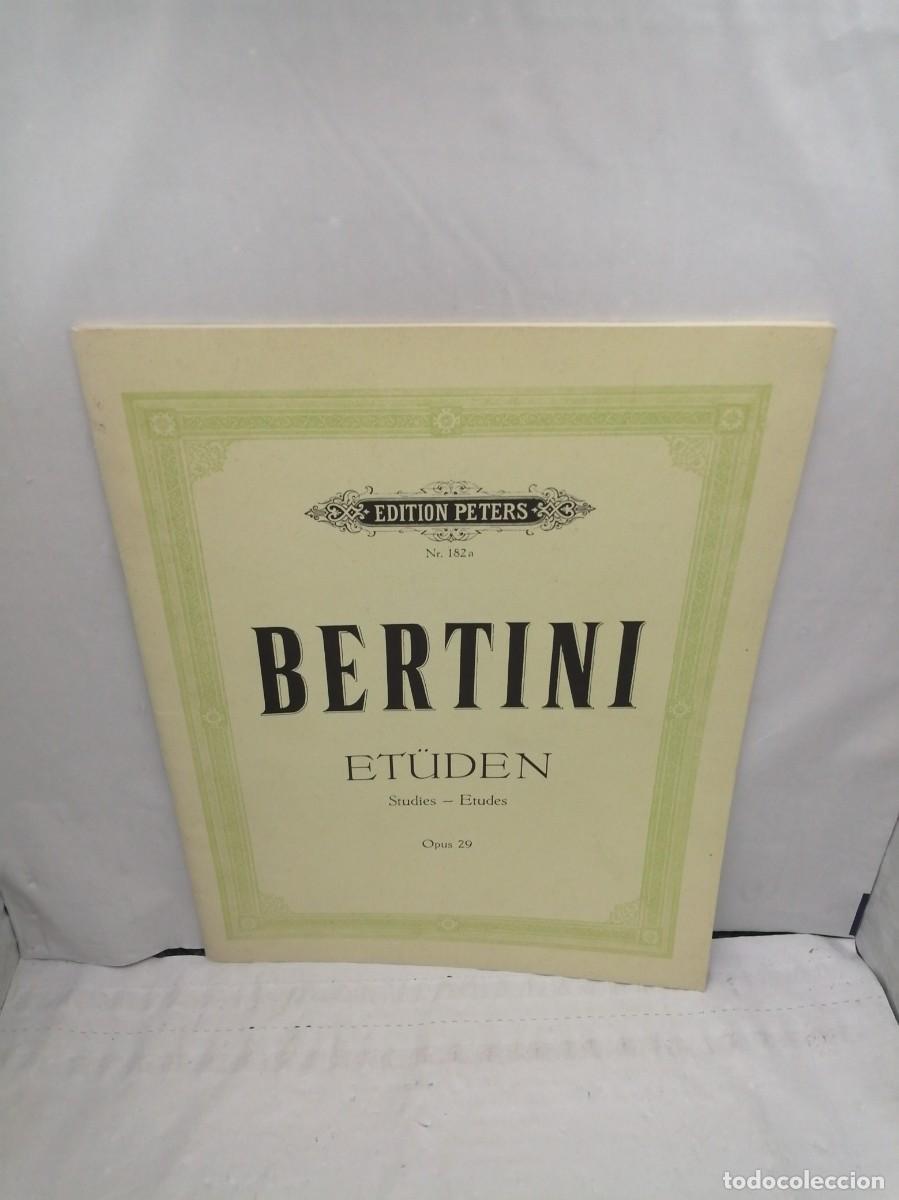 EDITION PETERS
Nr. 182a
BERTINI
ETÜDEN
Studies – Etudes
Opus 29
todocoleccion